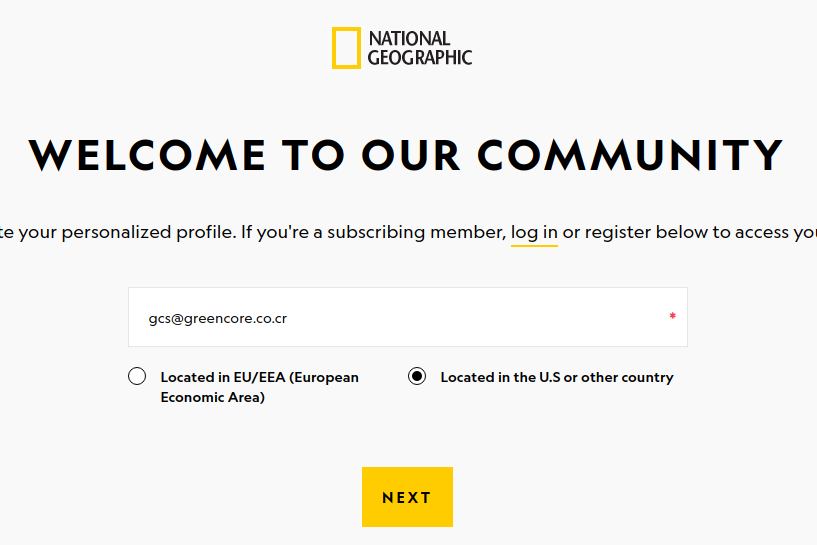 NATIONAL
GEOGRAPHIC
WELCOME TO OUR COMMUNITY
your personalized profile. If you're a subscribing member, log in or register below to access
gcs@greencore.co.cr *
Located in EU/EEA (European
Economic Area)
Located in the U.S or other country
NEXT